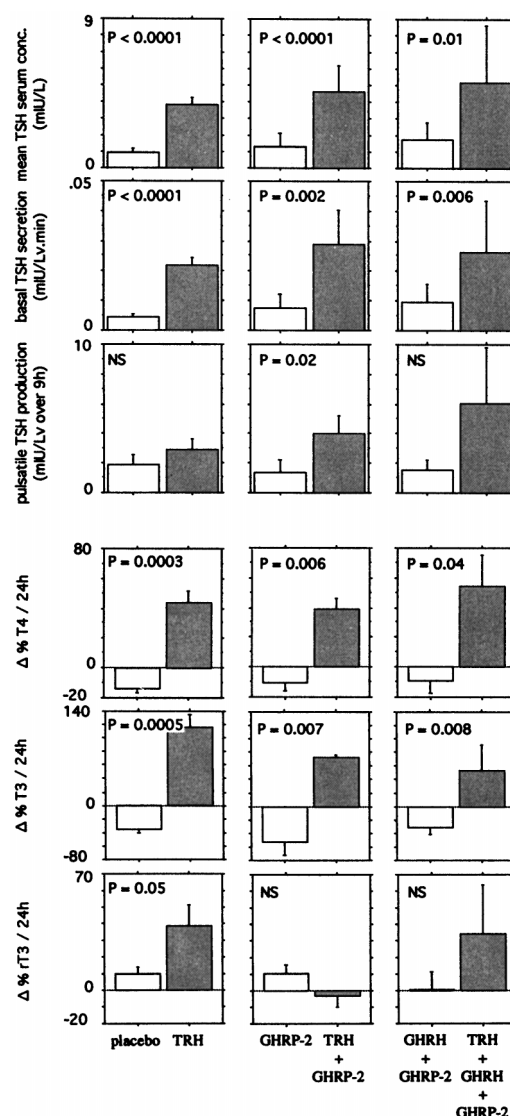 mean TSH serum conc.
(mIU/L)
9
0
P < 0.0001
P < 0.0001
P = 0.01
basal TSH secretion
(mIU/Lv.min)
.05
0
P < 0.0001
P = 0.002
P = 0.006
pulsatile TSH production
(mIU/Lv over 9h)
10
0
NS
P = 0.02
NS
Δ % T4 / 24h
80
0
-20
P = 0.0003
P = 0.006
P = 0.04
Δ % T3 / 24h
140
0
-80
P = 0.0005
P = 0.007
P = 0.008
Δ % rT3 / 24h
70
0
-20
P = 0.05
NS
NS
placebo TRH GHRP-2 TRH GHRH TRH
+ + +
GHRP-2 GHRP-2 GHRH
+
GHRP-2